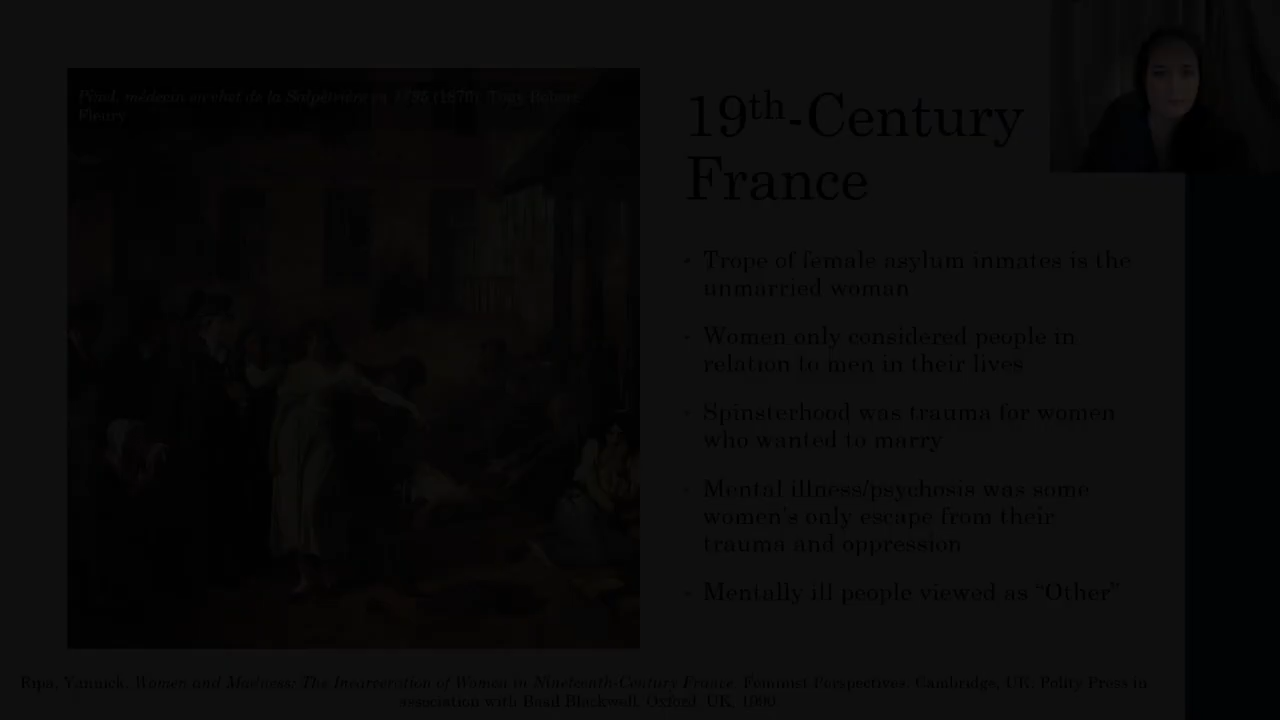 Pinel, médecin en chef de la Salpêtrière en 1795 (1876), Tony Robert-
Fleury
19th-Century
France
• Trope of female asylum inmates is the
unmarried woman
• Women only considered people in
relation to men in their lives
• Spinsterhood was trauma for women
who wanted to marry
• Mental illness/psychosis was some
women's only escape from their
trauma and oppression
• Mentally ill people viewed as “Other”
Ripa, Yannick. Women and Madness: The Incarceration of Women in Nineteenth-Century France. Feminist Perspectives. Cambridge, UK: Polity Press in
association with Basil Blackwell, Oxford, UK, 1990.